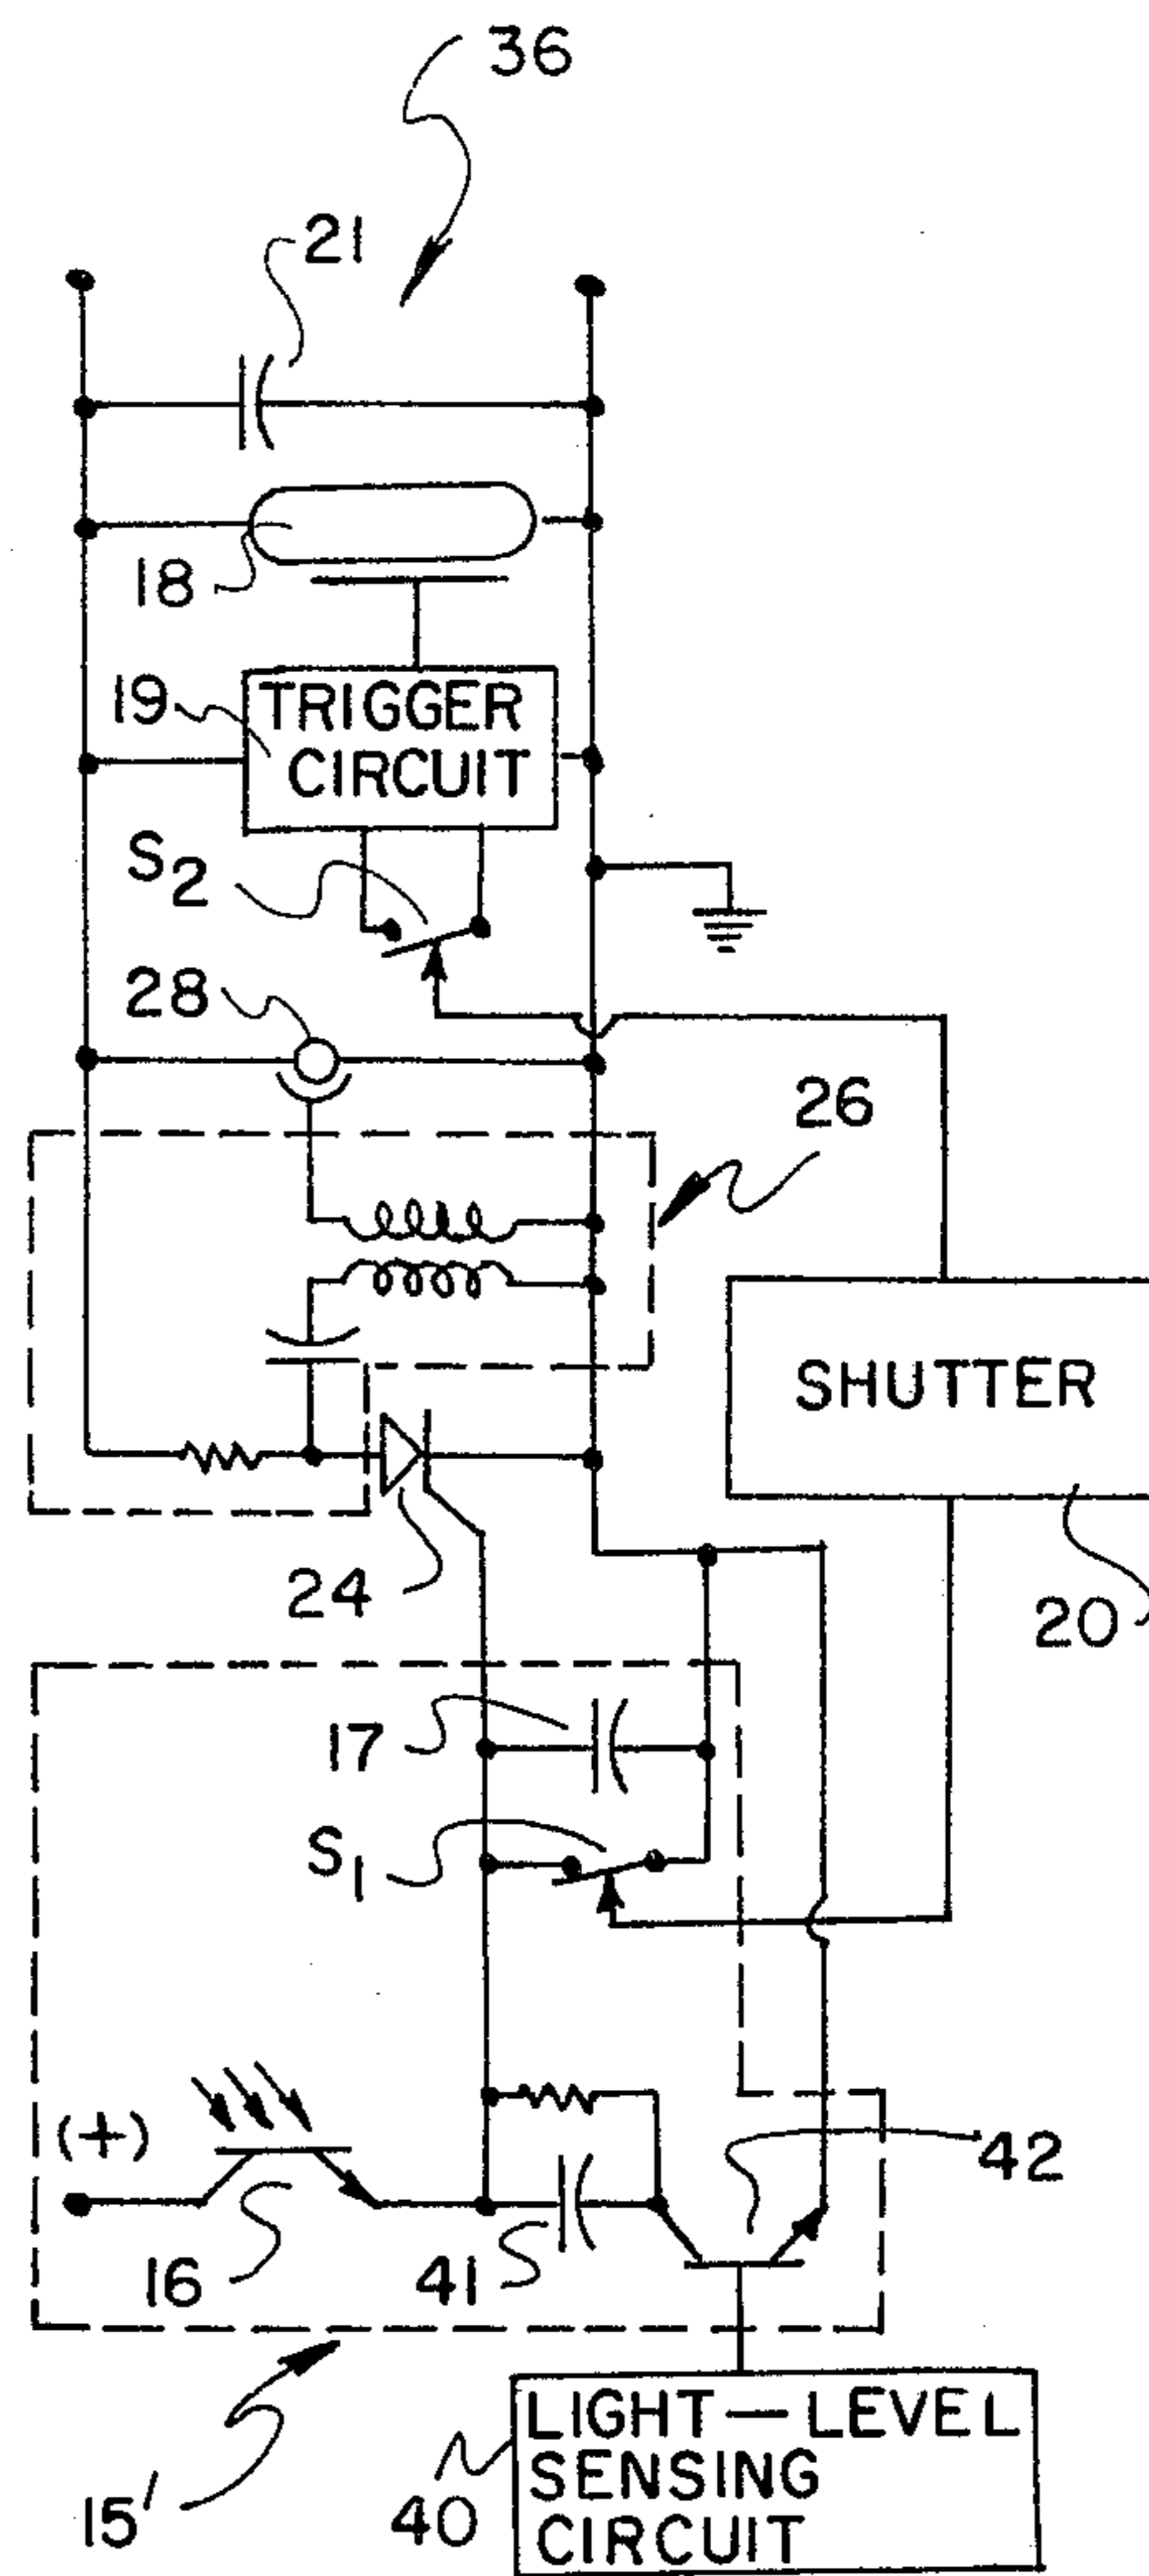 36
21
18
19
TRIGGER
CIRCUIT
S2
28
26
SHUTTER
24
20
17
S1
(+)
42
16
41
15'
40
LIGHT—LEVEL
SENSING
CIRCUIT